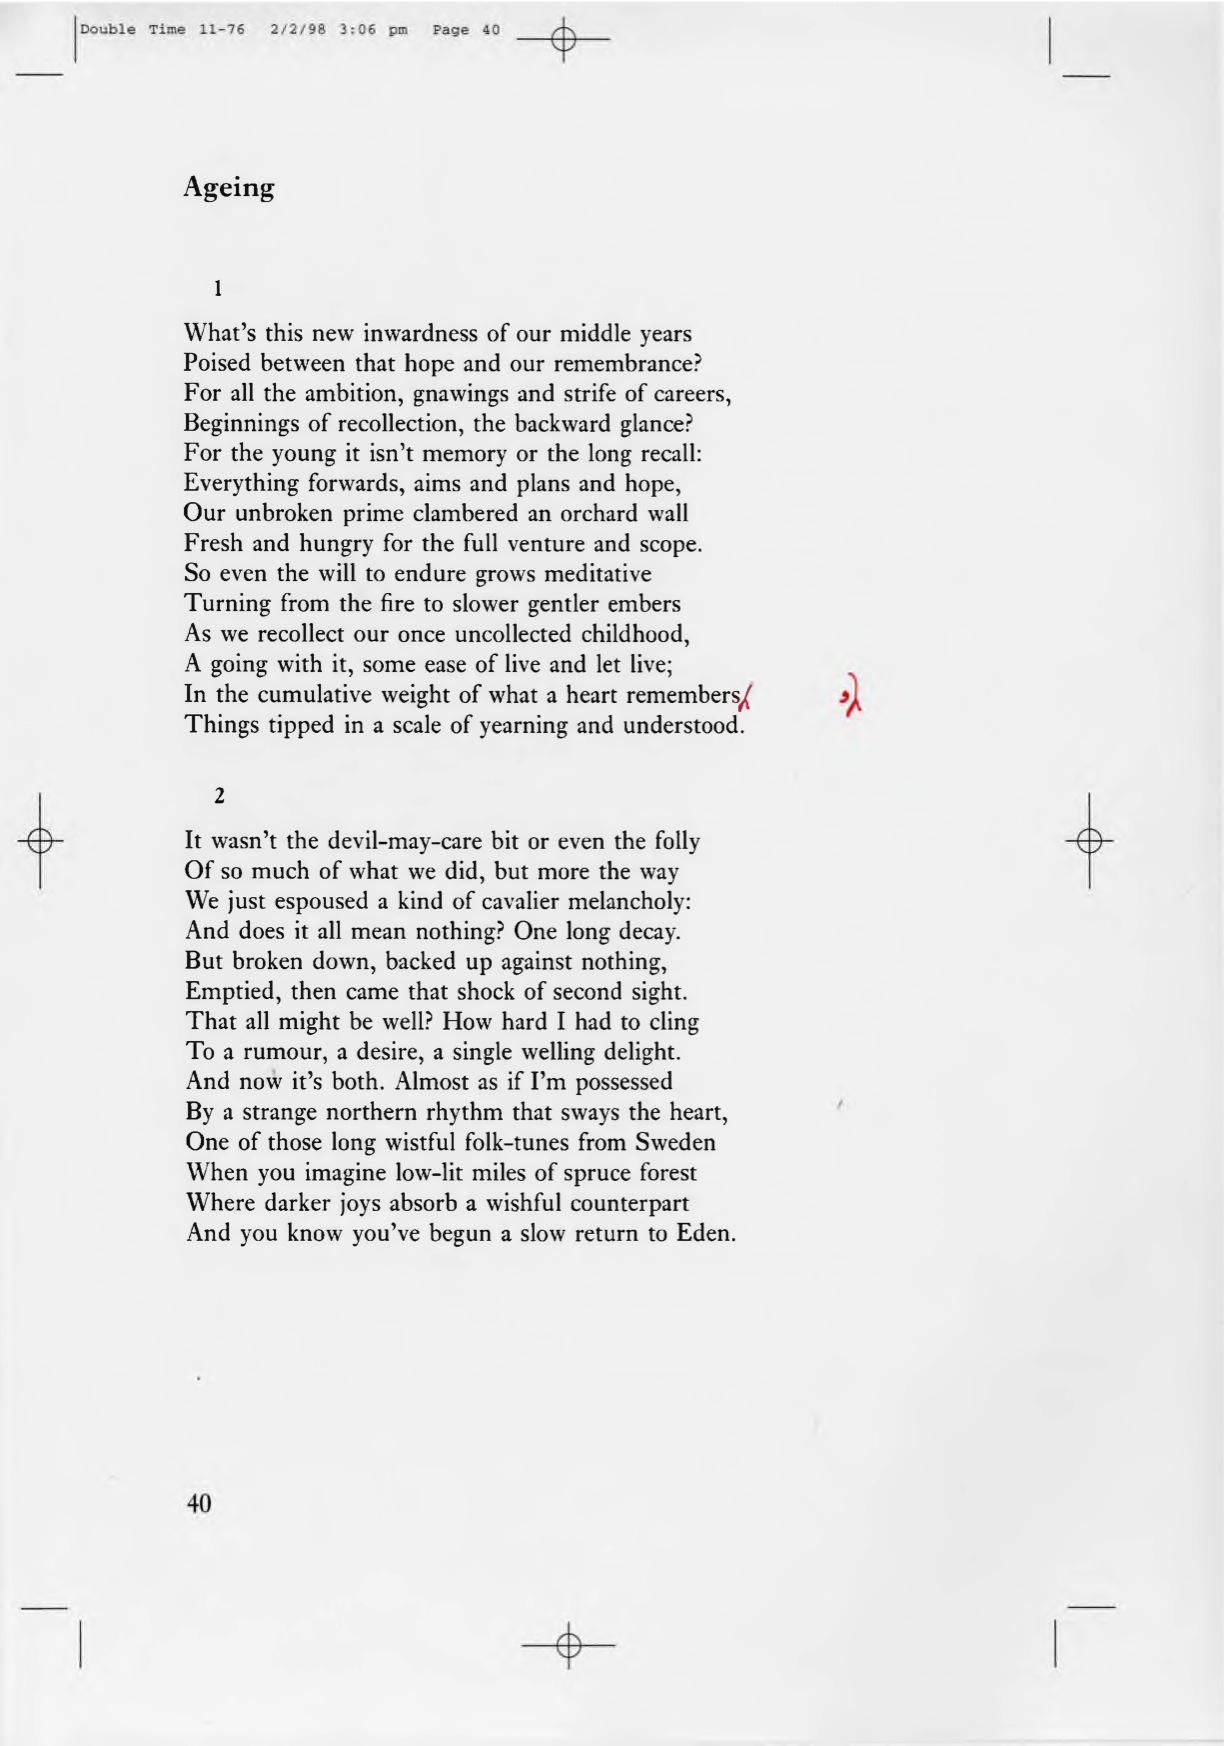 Double Time 11-76 2/2/98 3:06 pm Page 40
Ageing
1
What's this new inwardness of our middle years
Poised between that hope and our remembrance?
For all the ambition, gnawings and strife of careers,
Beginnings of recollection, the backward glance?
For the young it isn't memory or the long recall:
Everything forwards, aims and plans and hope,
Our unbroken prime clambered an orchard wall
Fresh and hungry for the full venture and scope.
So even the will to endure grows meditative
Turning from the fire to slower gentler embers
As we recollect our once uncollected childhood,
A going with it, some ease of live and let live;
In the cumulative weight of what a heart remembers
Things tipped in a scale of yearning and understood.
2
It wasn't the devil-may-care bit or even the folly
Of so much of what we did, but more the way
We just espoused a kind of cavalier melancholy:
And does it all mean nothing? One long decay.
But broken down, backed up against nothing,
Emptied, then came that shock of second sight.
That all might be well? How hard I had to cling
To a rumour, a desire, a single welling delight.
And now it's both. Almost as if I'm possessed
By a strange northern rhythm that sways the heart,
One of those long wistful folk-tunes from Sweden
When you imagine low-lit miles of spruce forest
Where darker joys absorb a wishful counterpart
And you know you've begun a slow return to Eden.
40